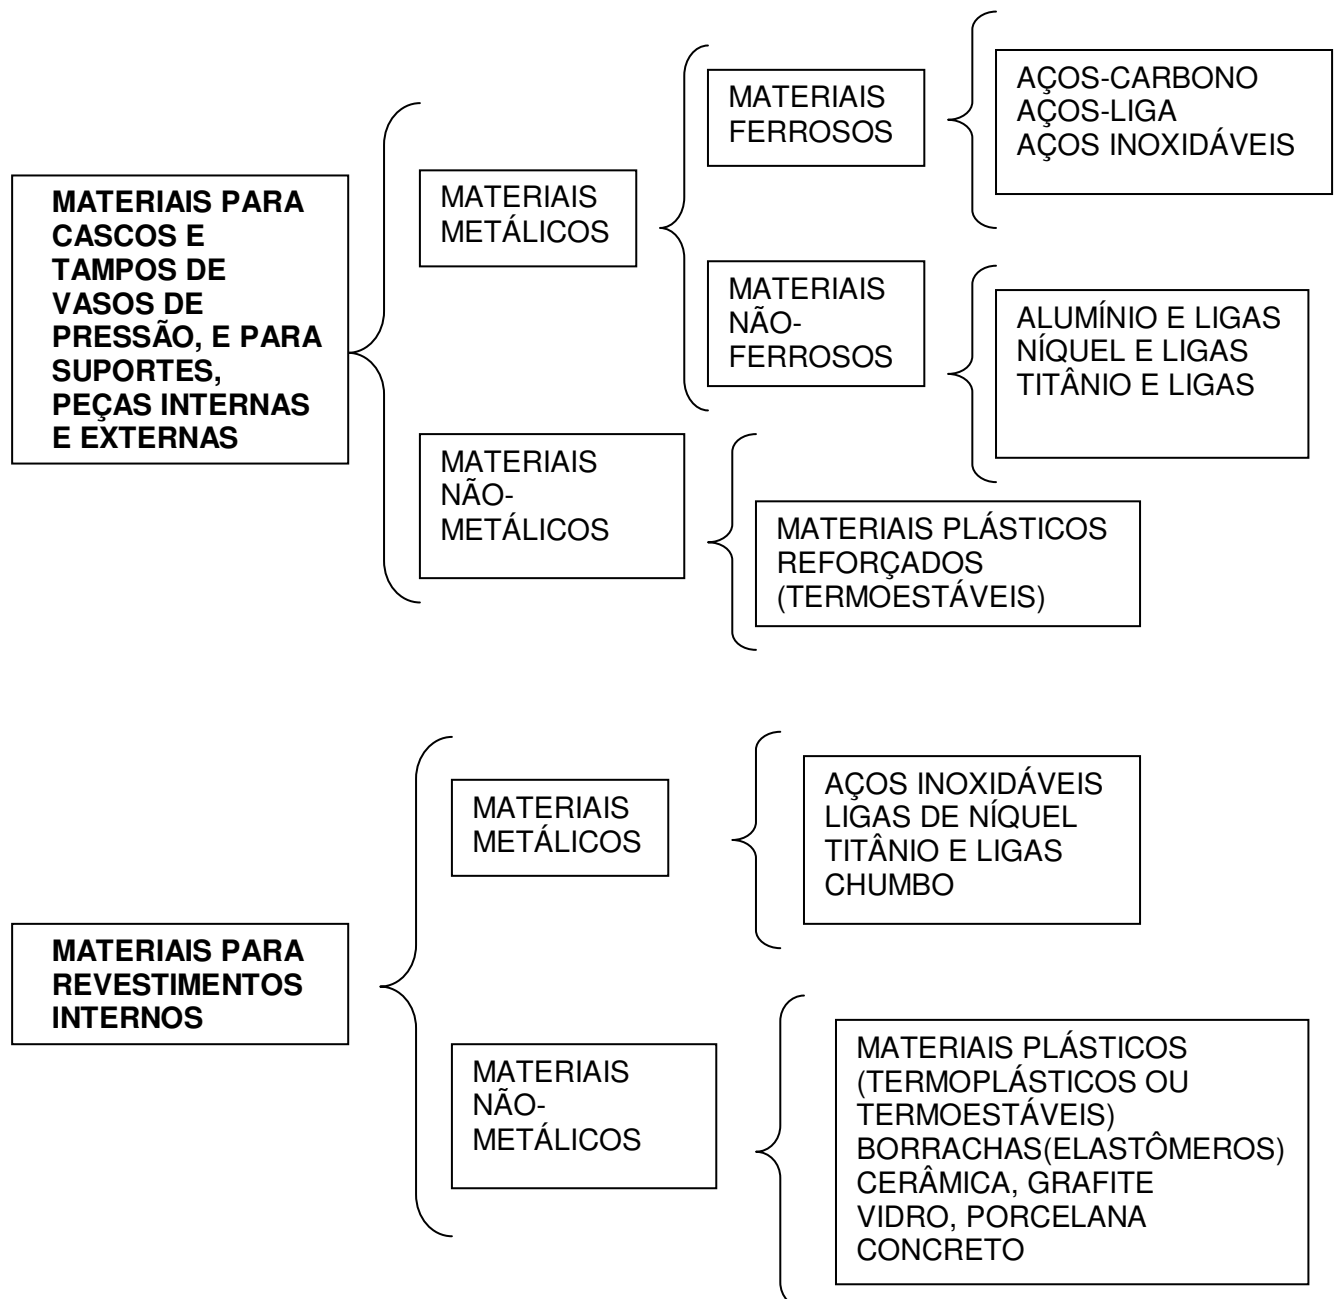 MATERIAIS PARA
CASCOS E
TAMPOS DE
VASOS DE
PRESSÃO, E PARA
SUPORTES,
PEÇAS INTERNAS
E EXTERNAS
MATERIAIS
METÁLICOS
MATERIAIS
FERROSOS
AÇOS-CARBONO
AÇOS-LIGA
AÇOS INOXIDÁVEIS
MATERIAIS
NÃO-
FERROSOS
ALUMÍNIO E LIGAS
NÍQUEL E LIGAS
TITÂNIO E LIGAS
MATERIAIS
NÃO-
METÁLICOS
MATERIAIS PLÁSTICOS
REFORÇADOS
(TERMOESTÁVEIS)
MATERIAIS PARA
REVESTIMENTOS
INTERNOS
MATERIAIS
METÁLICOS
AÇOS INOXIDÁVEIS
LIGAS DE NÍQUEL
TITÂNIO E LIGAS
CHUMBO
MATERIAIS
NÃO-
METÁLICOS
MATERIAIS PLÁSTICOS
(TERMOPLÁSTICOS OU
TERMOESTÁVEIS)
BORRACHAS(ELASTÔMEROS)
CERÂMICA, GRAFITE
VIDRO, PORCELANA
CONCRETO